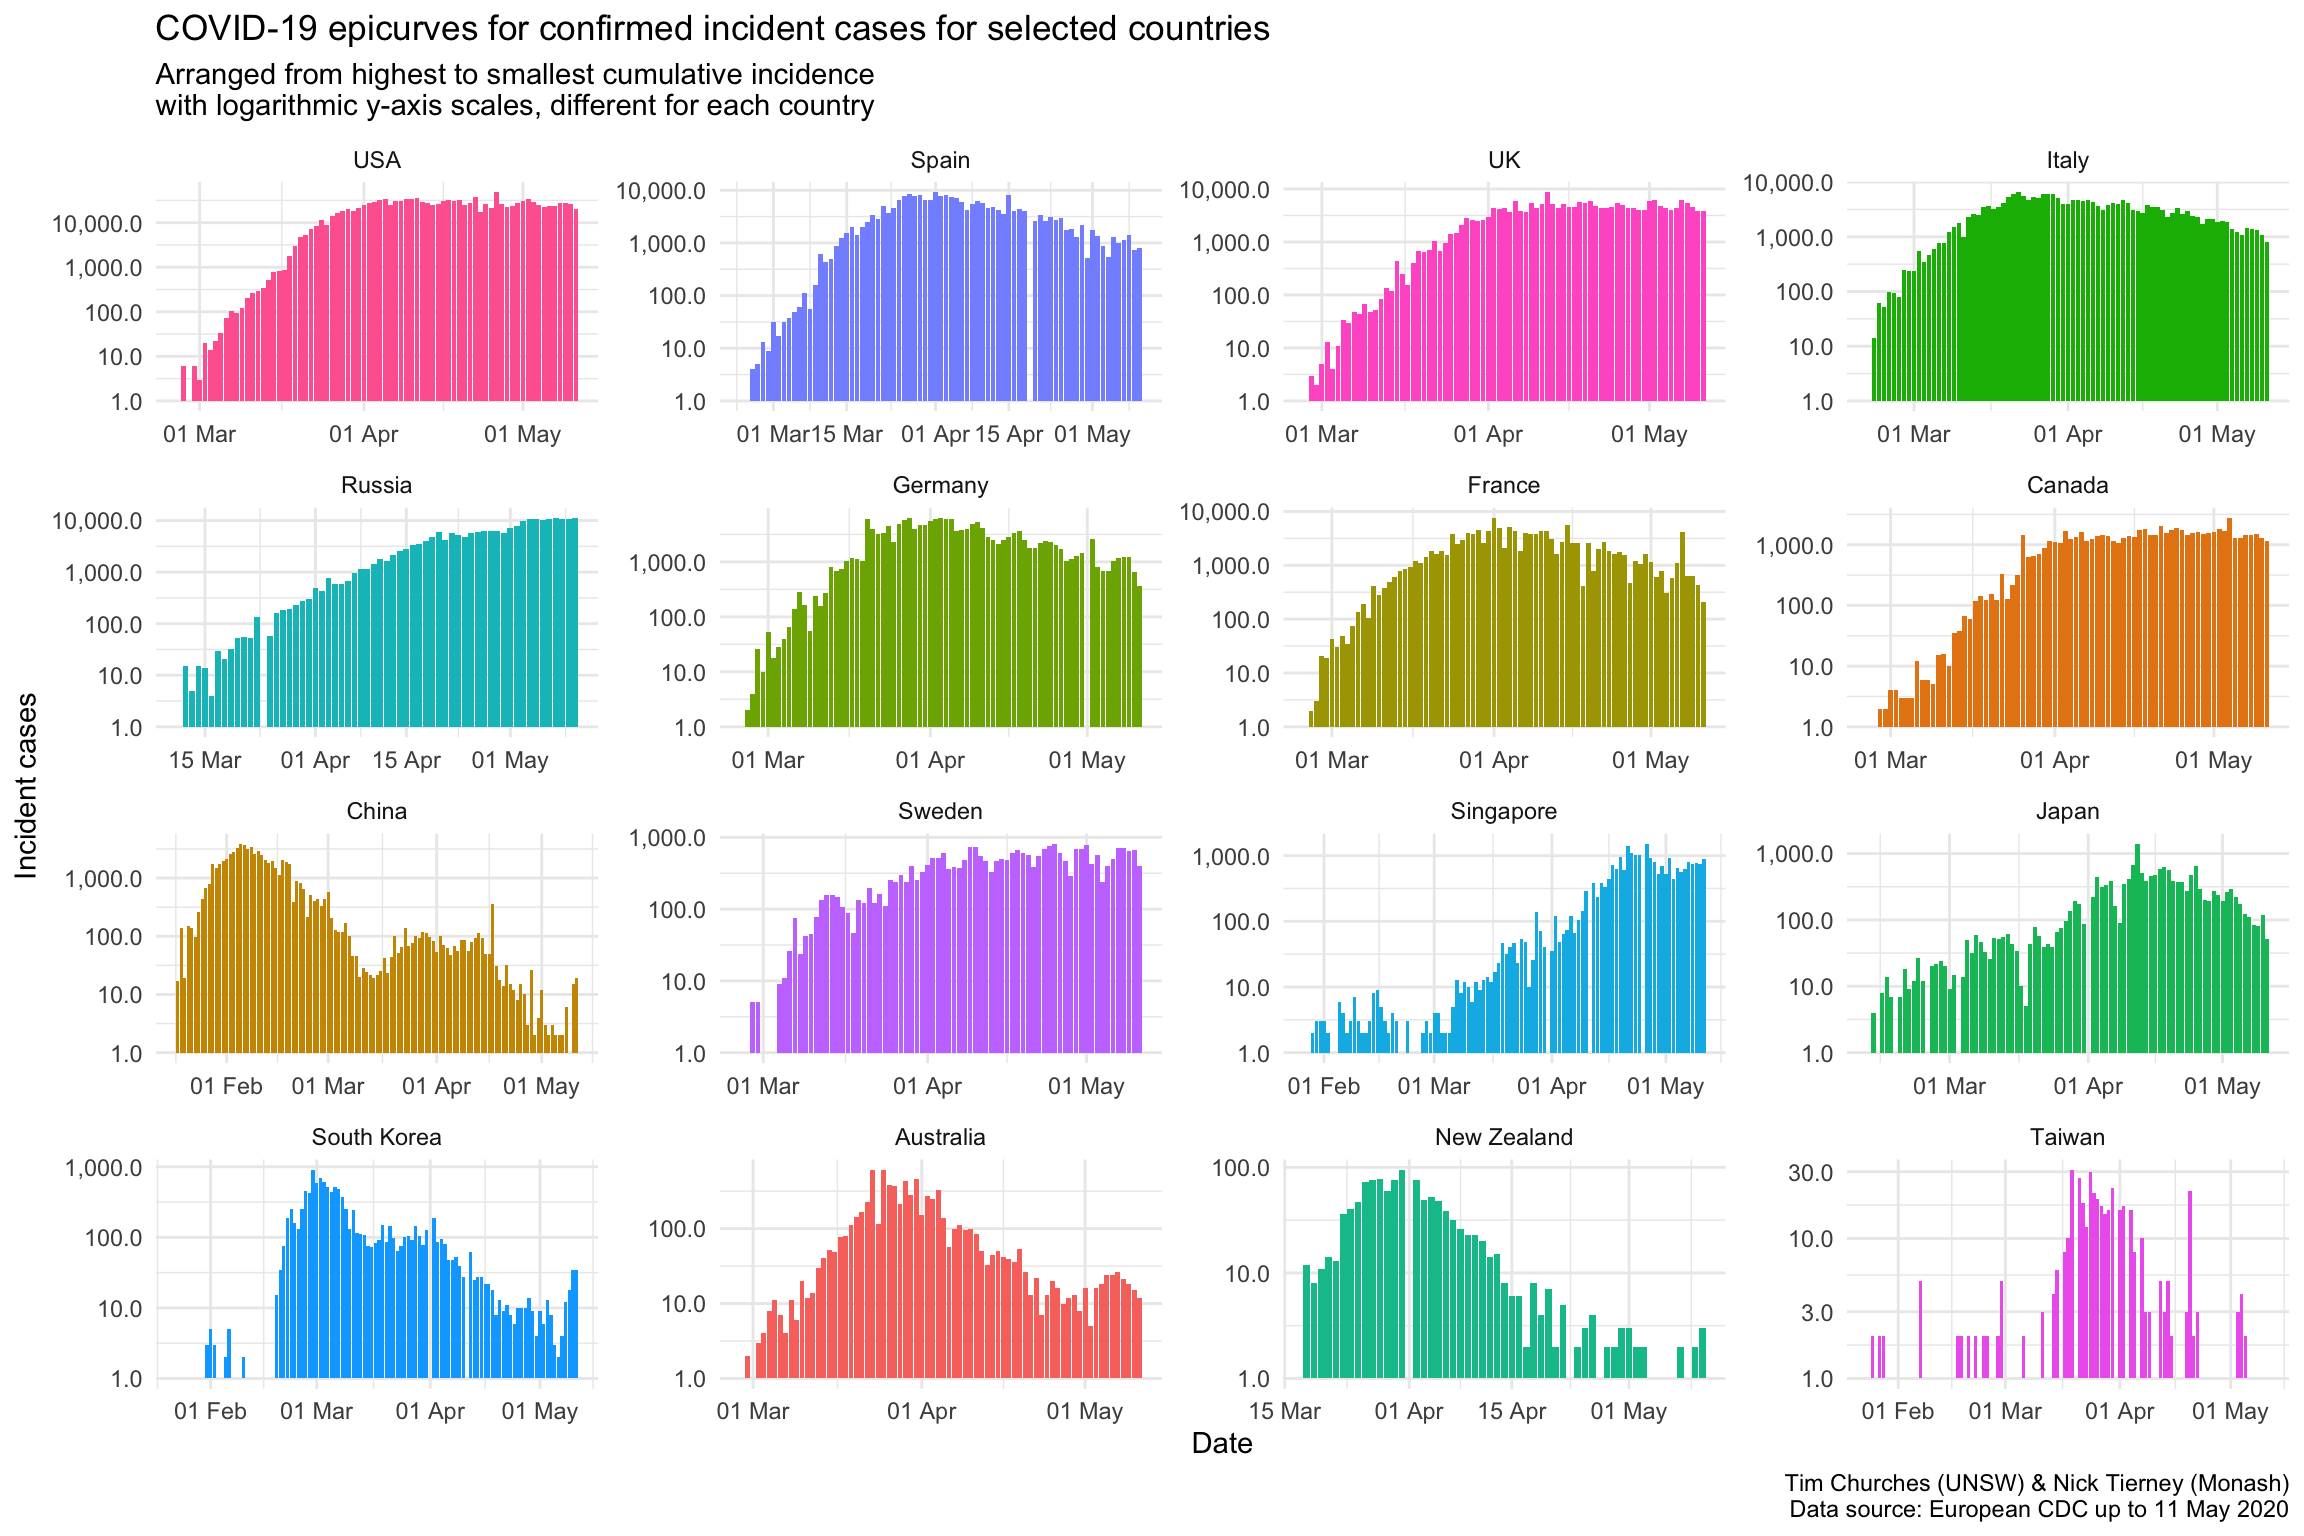 COVID-19 epicurves for confirmed incident cases for selected countries
Arranged from highest to smallest cumulative incidence
with logarithmic y-axis scales, different for each country
Incident cases
USA
10,000.0
1,000.0
100.0
10.0
1.0
01 Mar 01 Apr 01 May
Spain
10,000.0
1,000.0
100.0
10.0
1.0
01 Mar 15 Mar 01 Apr 15 Apr 01 May
UK
10,000.0
1,000.0
100.0
10.0
1.0
01 Mar 01 Apr 01 May
Italy
10,000.0
1,000.0
100.0
10.0
1.0
01 Mar 01 Apr 01 May
Russia
10,000.0
1,000.0
100.0
10.0
1.0
15 Mar 01 Apr 15 Apr 01 May
Germany
1,000.0
100.0
10.0
1.0
01 Mar 01 Apr 01 May
France
10,000.0
1,000.0
100.0
10.0
1.0
01 Mar 01 Apr 01 May
Canada
1,000.0
100.0
10.0
1.0
01 Mar 01 Apr 01 May
China
1,000.0
100.0
10.0
1.0
01 Feb 01 Mar 01 Apr 01 May
Sweden
1,000.0
100.0
10.0
1.0
01 Mar 01 Apr 01 May
Singapore
1,000.0
100.0
10.0
1.0
01 Feb 01 Mar 01 Apr 01 May
Japan
1,000.0
100.0
10.0
1.0
01 Mar 01 Apr 01 May
South Korea
1,000.0
100.0
10.0
1.0
01 Feb 01 Mar 01 Apr 01 May
Australia
100.0
10.0
1.0
01 Mar 01 Apr 01 May
New Zealand
100.0
10.0
1.0
15 Mar 01 Apr 15 Apr 01 May
Taiwan
30.0
10.0
3.0
1.0
01 Feb 01 Mar 01 Apr 01 May
Date
Tim Churches (UNSW) & Nick Tierney (Monash)
Data source: European CDC up to 11 May 2020